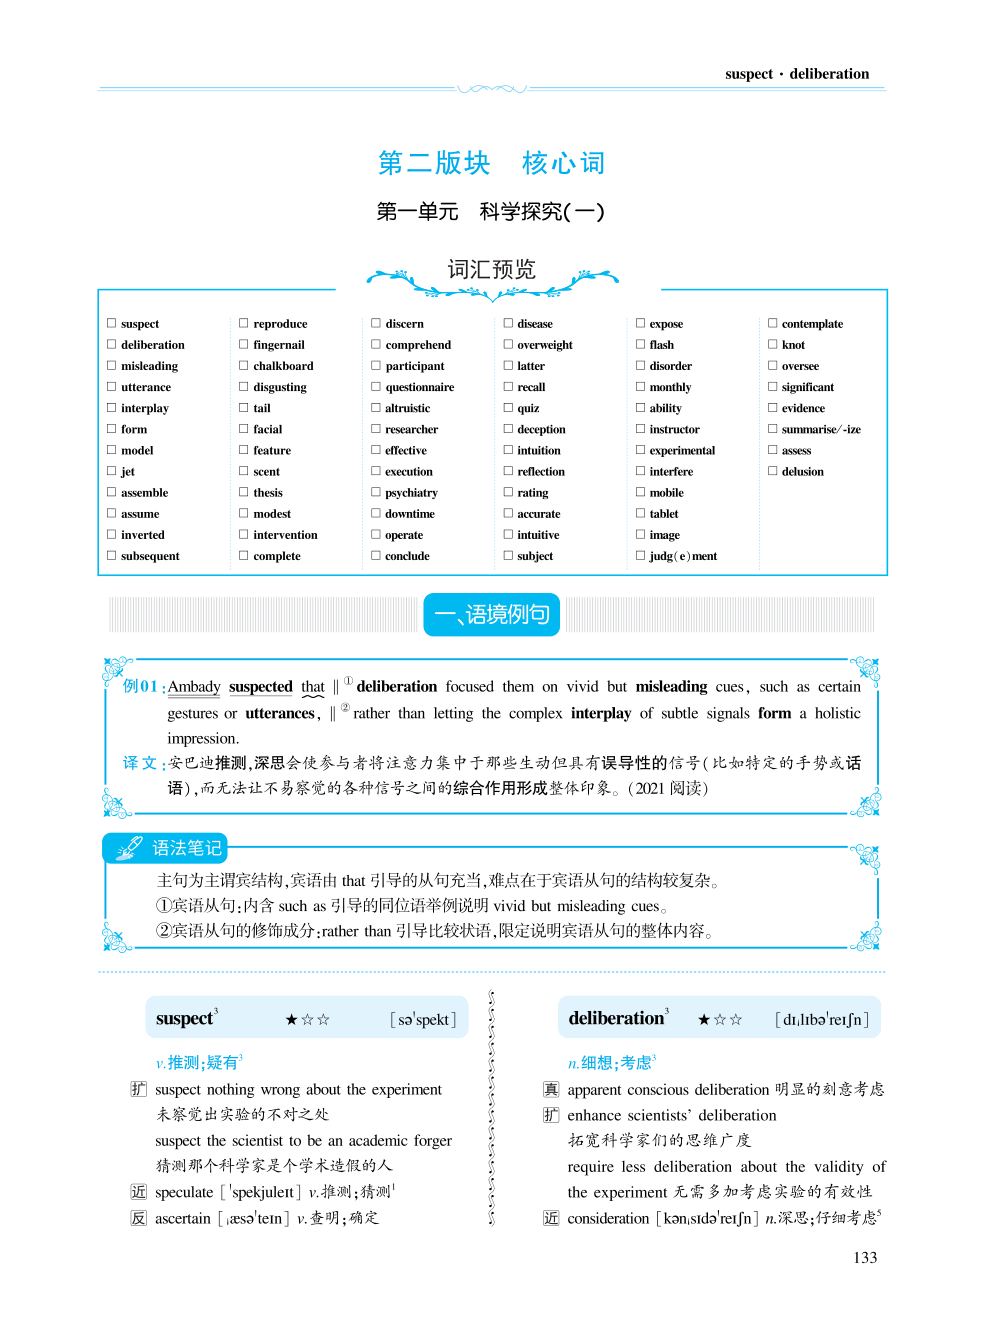 suspect · deliberation
第二版块 核心词
第一单元 科学探究(一)
词汇预览
□ suspect □ reproduce □ discern □ disease □ expose □ contemplate
□ deliberation □ fingernail □ comprehend □ overweight □ flash □ knot
□ misleading □ chalkboard □ participant □ latter □ disorder □ oversee
□ utterance □ disgusting □ questionnaire □ recall □ monthly □ significant
□ interplay □ tail □ altruistic □ quiz □ ability □ evidence
□ form □ facial □ researcher □ deception □ instructor □ summarise/-ize
□ model □ feature □ effective □ intuition □ experimental □ assess
□ jet □ scent □ execution □ reflection □ interfere □ delusion
□ assemble □ thesis □ psychiatry □ rating □ mobile
□ assume □ modest □ downtime □ accurate □ tablet
□ inverted □ intervention □ operate □ intuitive □ image
□ subsequent □ complete □ conclude □ subject □ judg(e)ment
一、语境例句
例01:Ambady suspected that ‖ ①deliberation focused them on vivid but misleading cues, such as certain
gestures or utterances, ‖ ②rather than letting the complex interplay of subtle signals form a holistic
impression.
译文:安巴迪推测,深思会使参与者将注意力集中于那些生动但具有误导性的信号(比如特定的手势或话
语),而无法让不易察觉的各种信号之间的综合作用形成整体印象。(2021 阅读)
语法笔记
主句为主谓宾结构,宾语由 that 引导的从句充当,难点在于宾语从句的结构较复杂。
①宾语从句:内含 such as 引导的同位语举例说明 vivid but misleading cues。
②宾语从句的修饰成分:rather than 引导比较状语,限定说明宾语从句的整体内容。
suspect³ ★☆☆ [səˈspekt]
v.推测;疑有³
扩 suspect nothing wrong about the experiment
未察觉出实验的不对之处
suspect the scientist to be an academic forger
猜测那个科学家是个学术造假的人
近 speculate [ˈspekjuleɪt] v.推测;猜测¹
反 ascertain [ˌæsəˈteɪn] v.查明;确定
deliberation³ ★☆☆ [dɪˌlɪbəˈreɪʃn]
n.细想;考虑³
真 apparent conscious deliberation 明显的刻意考虑
扩 enhance scientists' deliberation
拓宽科学家们的思维广度
require less deliberation about the validity of
the experiment 无需多加考虑实验的有效性
近 consideration [kənˌsɪdəˈreɪʃn] n.深思;仔细考虑⁵
133